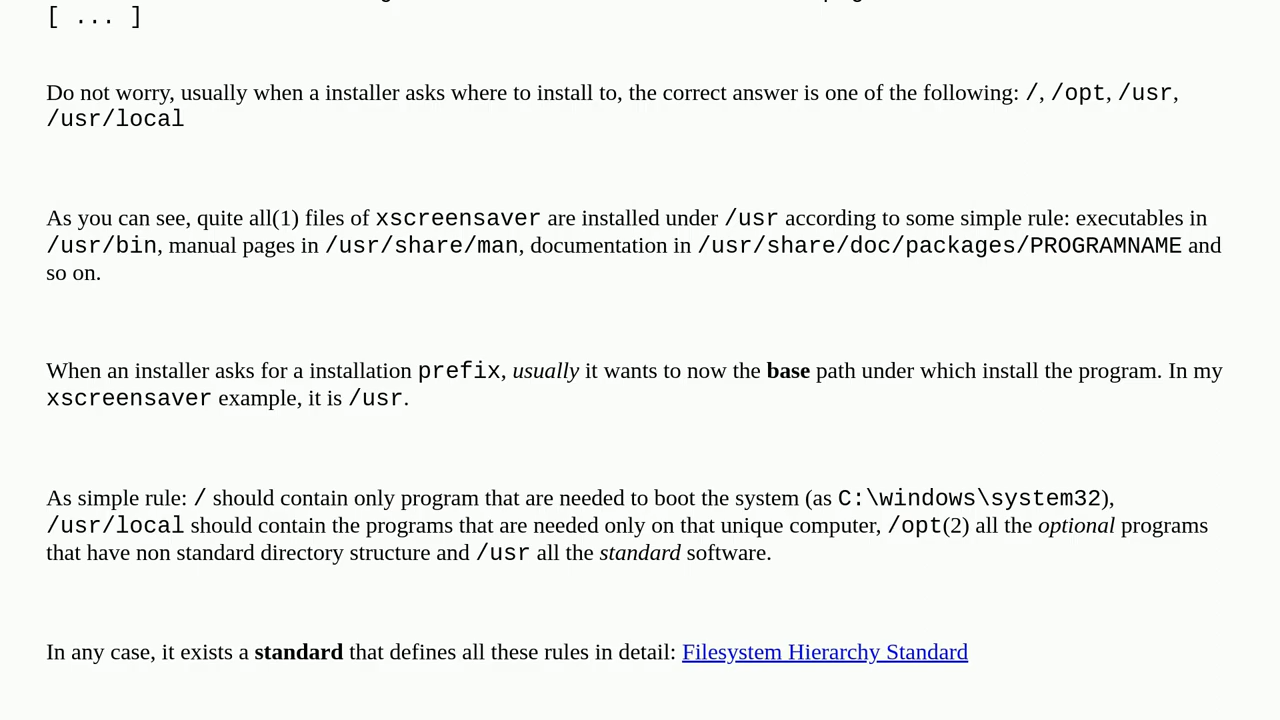 [ ... ]
Do not worry, usually when a installer asks where to install to, the correct answer is one of the following: /, /opt, /usr,
/usr/local
As you can see, quite all(1) files of xscreensaver are installed under /usr according to some simple rule: executables in
/usr/bin, manual pages in /usr/share/man, documentation in /usr/share/doc/packages/PROGRAMNAME and
so on.
When an installer asks for a installation prefix, usually it wants to now the base path under which install the program. In my
xscreensaver example, it is /usr.
As simple rule: / should contain only program that are needed to boot the system (as C:\windows\system32),
/usr/local should contain the programs that are needed only on that unique computer, /opt(2) all the optional programs
that have non standard directory structure and /usr all the standard software.
In any case, it exists a standard that defines all these rules in detail: Filesystem Hierarchy Standard